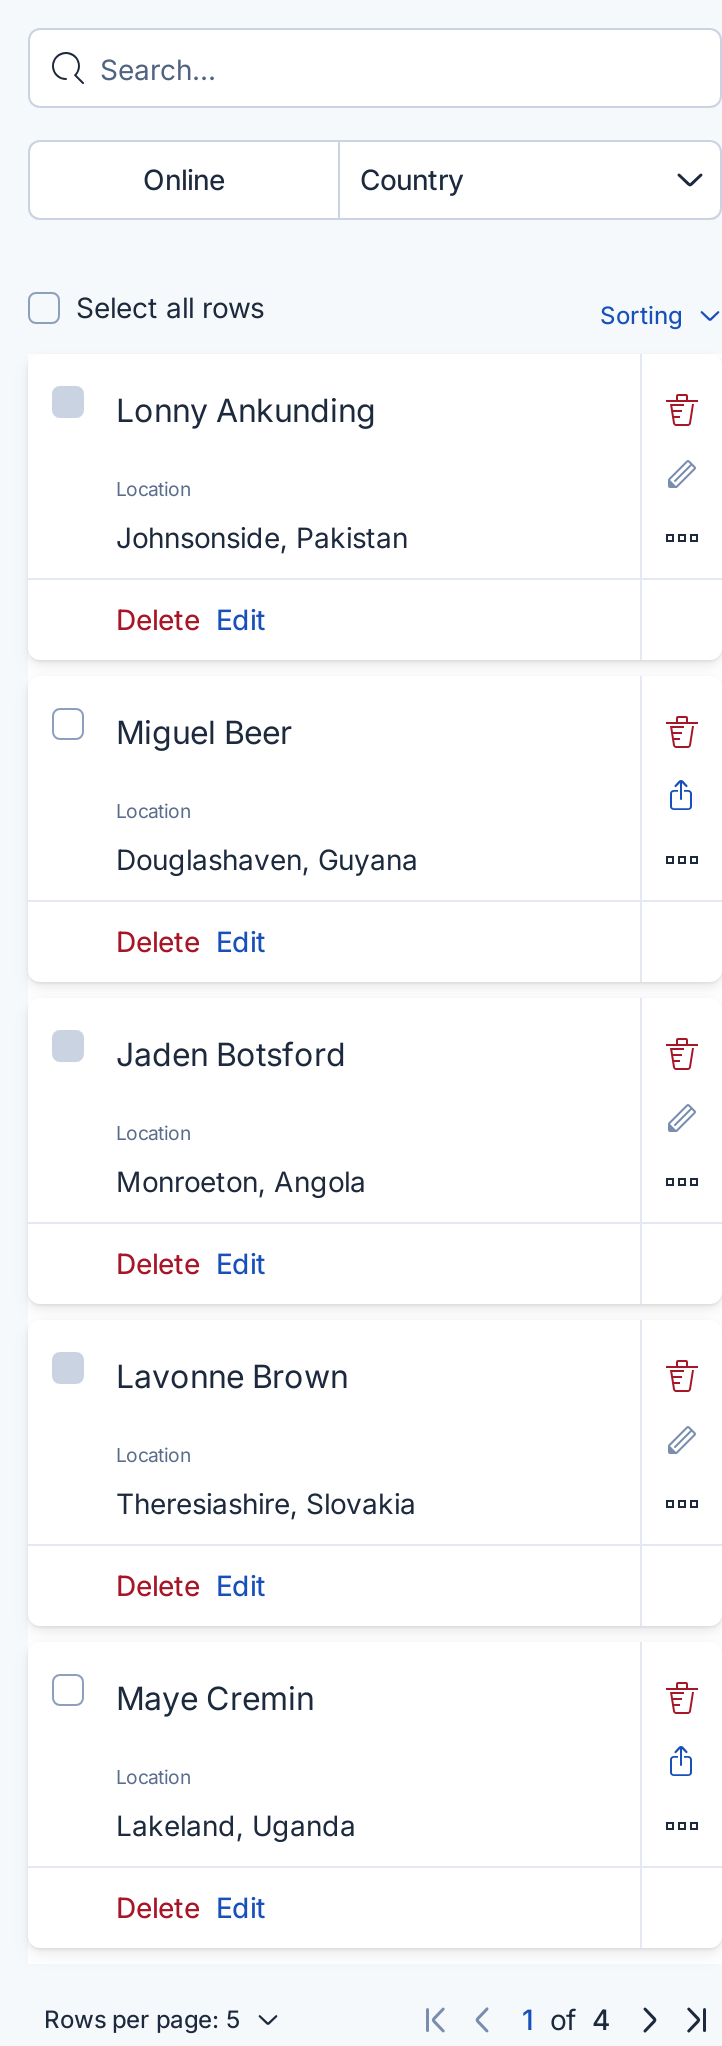 Search...
Online Country
Select all rows Sorting
Lonny Ankunding
Location
Johnsonside, Pakistan
Delete Edit
Miguel Beer
Location
Douglashaven, Guyana
Delete Edit
Jaden Botsford
Location
Monroeton, Angola
Delete Edit
Lavonne Brown
Location
Theresiashire, Slovakia
Delete Edit
Maye Cremin
Location
Lakeland, Uganda
Delete Edit
Rows per page: 5 1 of 4